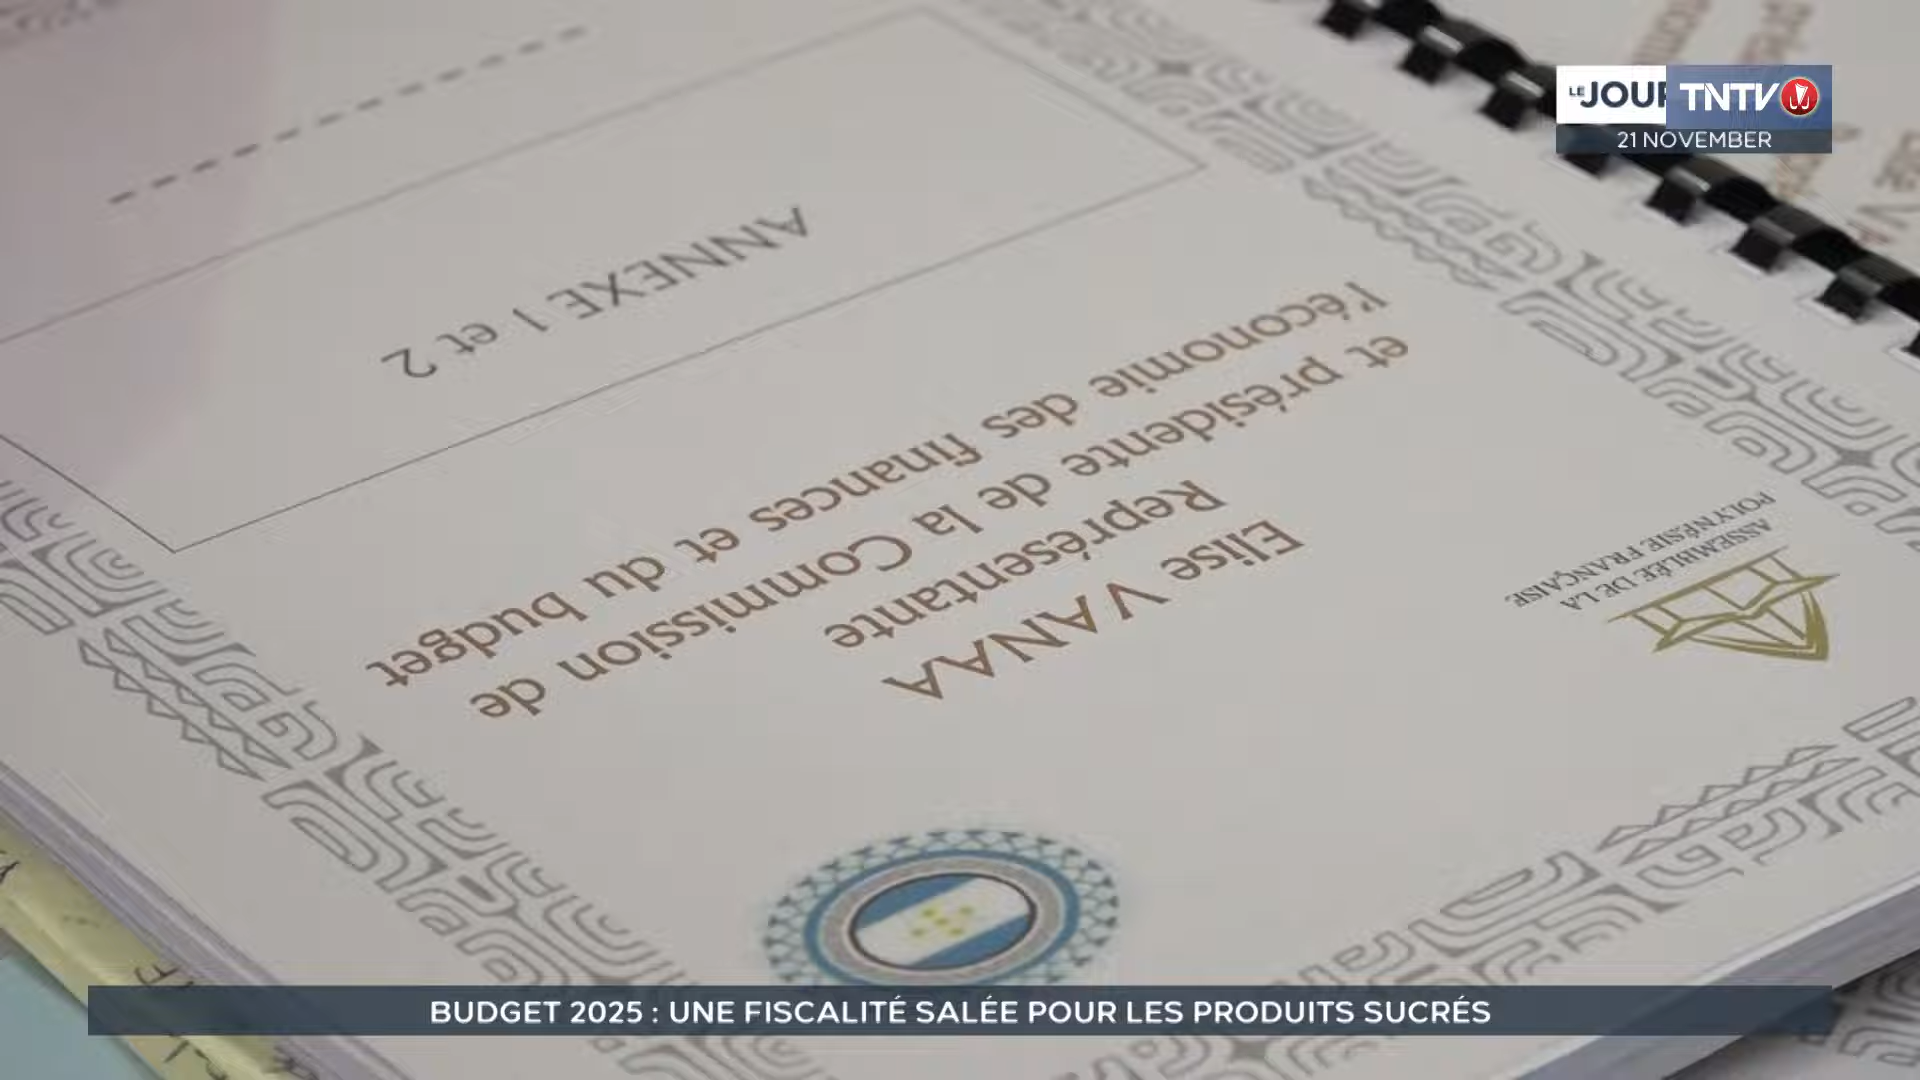 LE JOUR
TNTV
21 NOVEMBER
ASSEMBLÉE DE LA
POLYNÉSIE FRANÇAISE
Elise VANAA
Représentante
et présidente de la Commission de
l'économie des finances et du budget
ANNEXE 1 et 2
BUDGET 2025 : UNE FISCALITÉ SALÉE POUR LES PRODUITS SUCRÉS